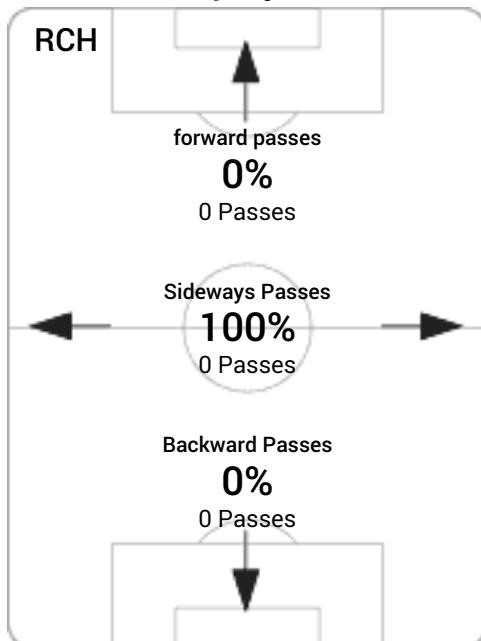 RCH
forward passes
0%
0 Passes
Sideways Passes
100%
0 Passes
Backward Passes
0%
0 Passes